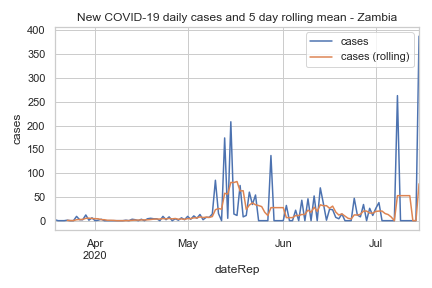 New COVID-19 daily cases and 5 day rolling mean - Zambia
cases
cases (rolling)
400
350
300
250
200
150
100
50
0
cases
Apr
2020
May
Jun
Jul
dateRep